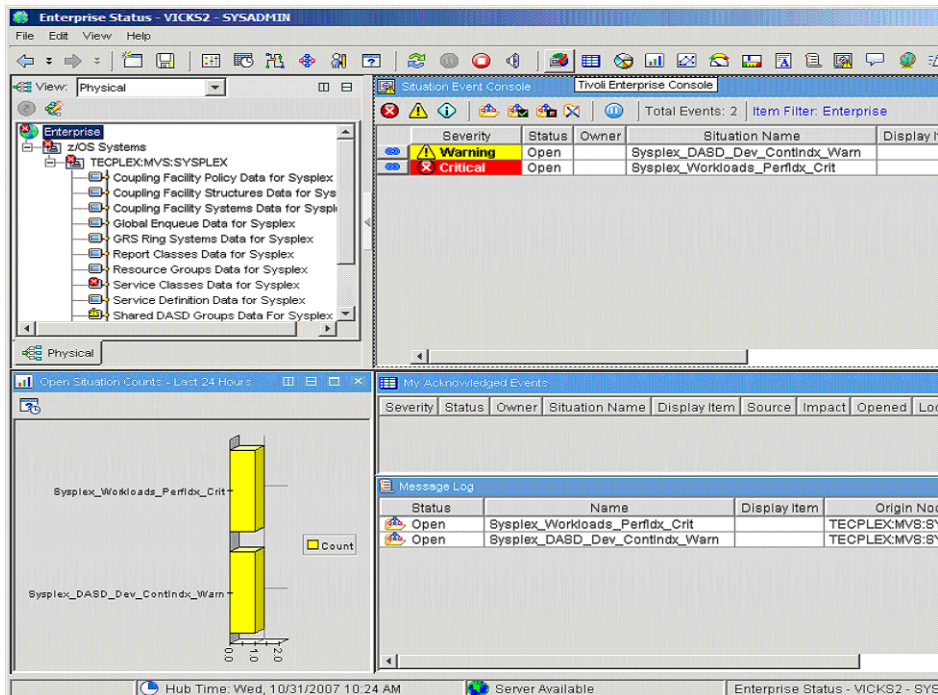 Enterprise Status - VICKS2 - SYSADMIN
File Edit View Help
View: Physical
Enterprise
z/OS Systems
TECPLEX:MVS:SYSPLEX
Coupling Facility Policy Data for Sysplex
Coupling Facility Structures Data for Sys
Coupling Facility Systems Data for Syspl
Global Enqueue Data for Sysplex
GRS Ring Systems Data for Sysplex
Report Classes Data for Sysplex
Resource Groups Data for Sysplex
Service Classes Data for Sysplex
Service Definition Data for Sysplex
Shared DASD Groups Data For Sysplex
Physical
Situation Event Console
Tivoli Enterprise Console
Total Events: 2 Item Filter: Enterprise
Severity Status Owner Situation Name Display I
Warning Open Sysplex_DASD_Dev_ContIndx_Warn
Critical Open Sysplex_Workloads_PerfIdx_Crit
Open Situation Counts - Last 24 Hours
Sysplex_Workloads_PerfIdx_Crit
Sysplex_DASD_Dev_ContIndx_Warn
Count
0.0 1.0 2.0
My Acknowledged Events
Severity Status Owner Situation Name Display Item Source Impact Opened Loc
Message Log
Status Name Display Item Origin Nod
Open Sysplex_Workloads_PerfIdx_Crit TECPLEX:MVS:SY
Open Sysplex_DASD_Dev_ContIndx_Warn TECPLEX:MVS:SY
Hub Time: Wed, 10/31/2007 10:24 AM Server Available Enterprise Status - VICKS2 - SYS